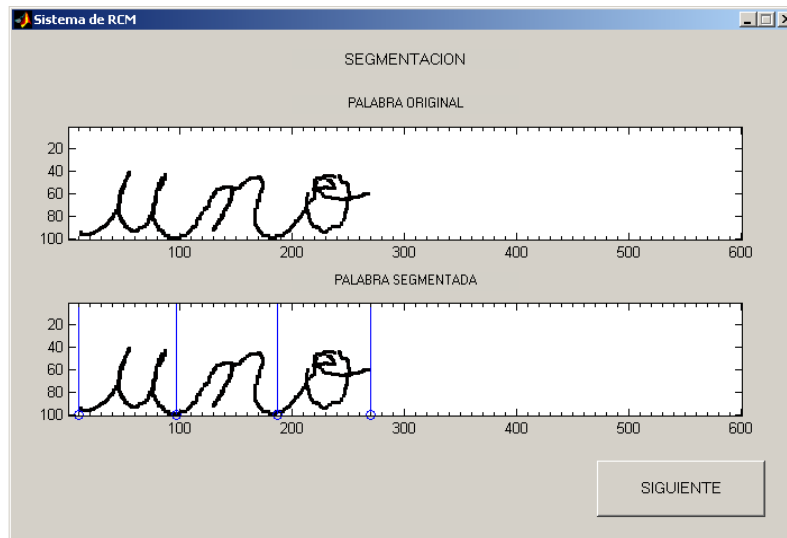 Sistema de RCM
SEGMENTACION
PALABRA ORIGINAL
20
40
60
80
100
uno
100 200 300 400 500 600
PALABRA SEGMENTADA
20
40
60
80
100
uno
100 200 300 400 500 600
SIGUIENTE